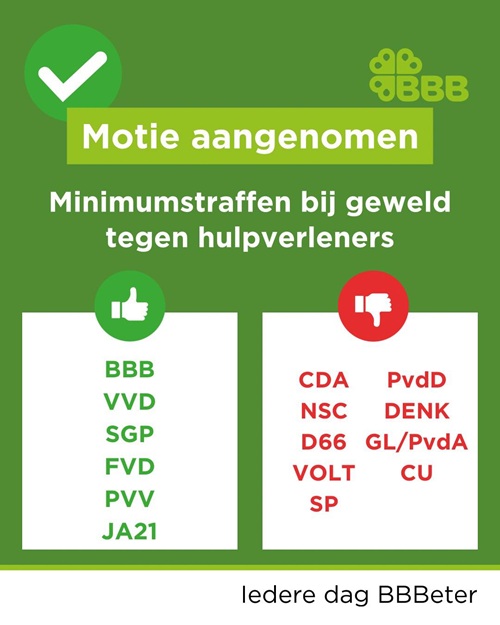 BBB
Motie aangenomen
Minimumstraffen bij geweld
tegen hulpverleners
BBB
VVD
SGP
FVD
PVV
JA21
CDA
NSC
D66
VOLT
SP
PvdD
DENK
GL/PvdA
CU
Iedere dag BBBeter